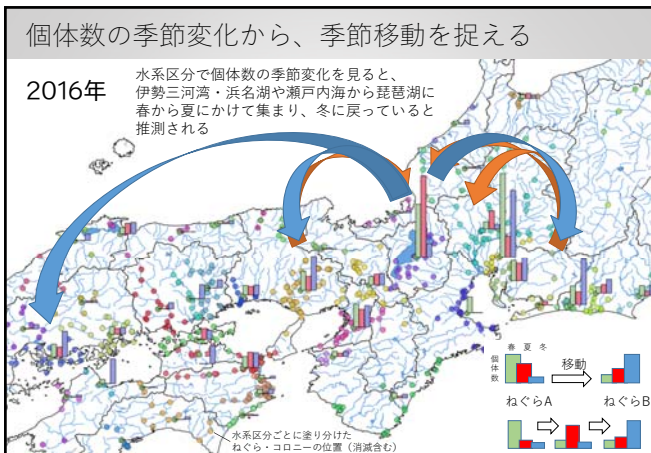 個体数の季節変化から、季節移動を捉える
2016年
水系区分で個体数の季節変化を見ると、
伊勢三河湾・浜名湖や瀬戸内海から琵琶湖に
春から夏にかけて集まり、冬に戻っていると
推測される
春 夏 冬
個体数
移動
ねぐらA
ねぐらB
水系区分ごとに塗り分けた
ねぐら・コロニーの位置（消滅含む）